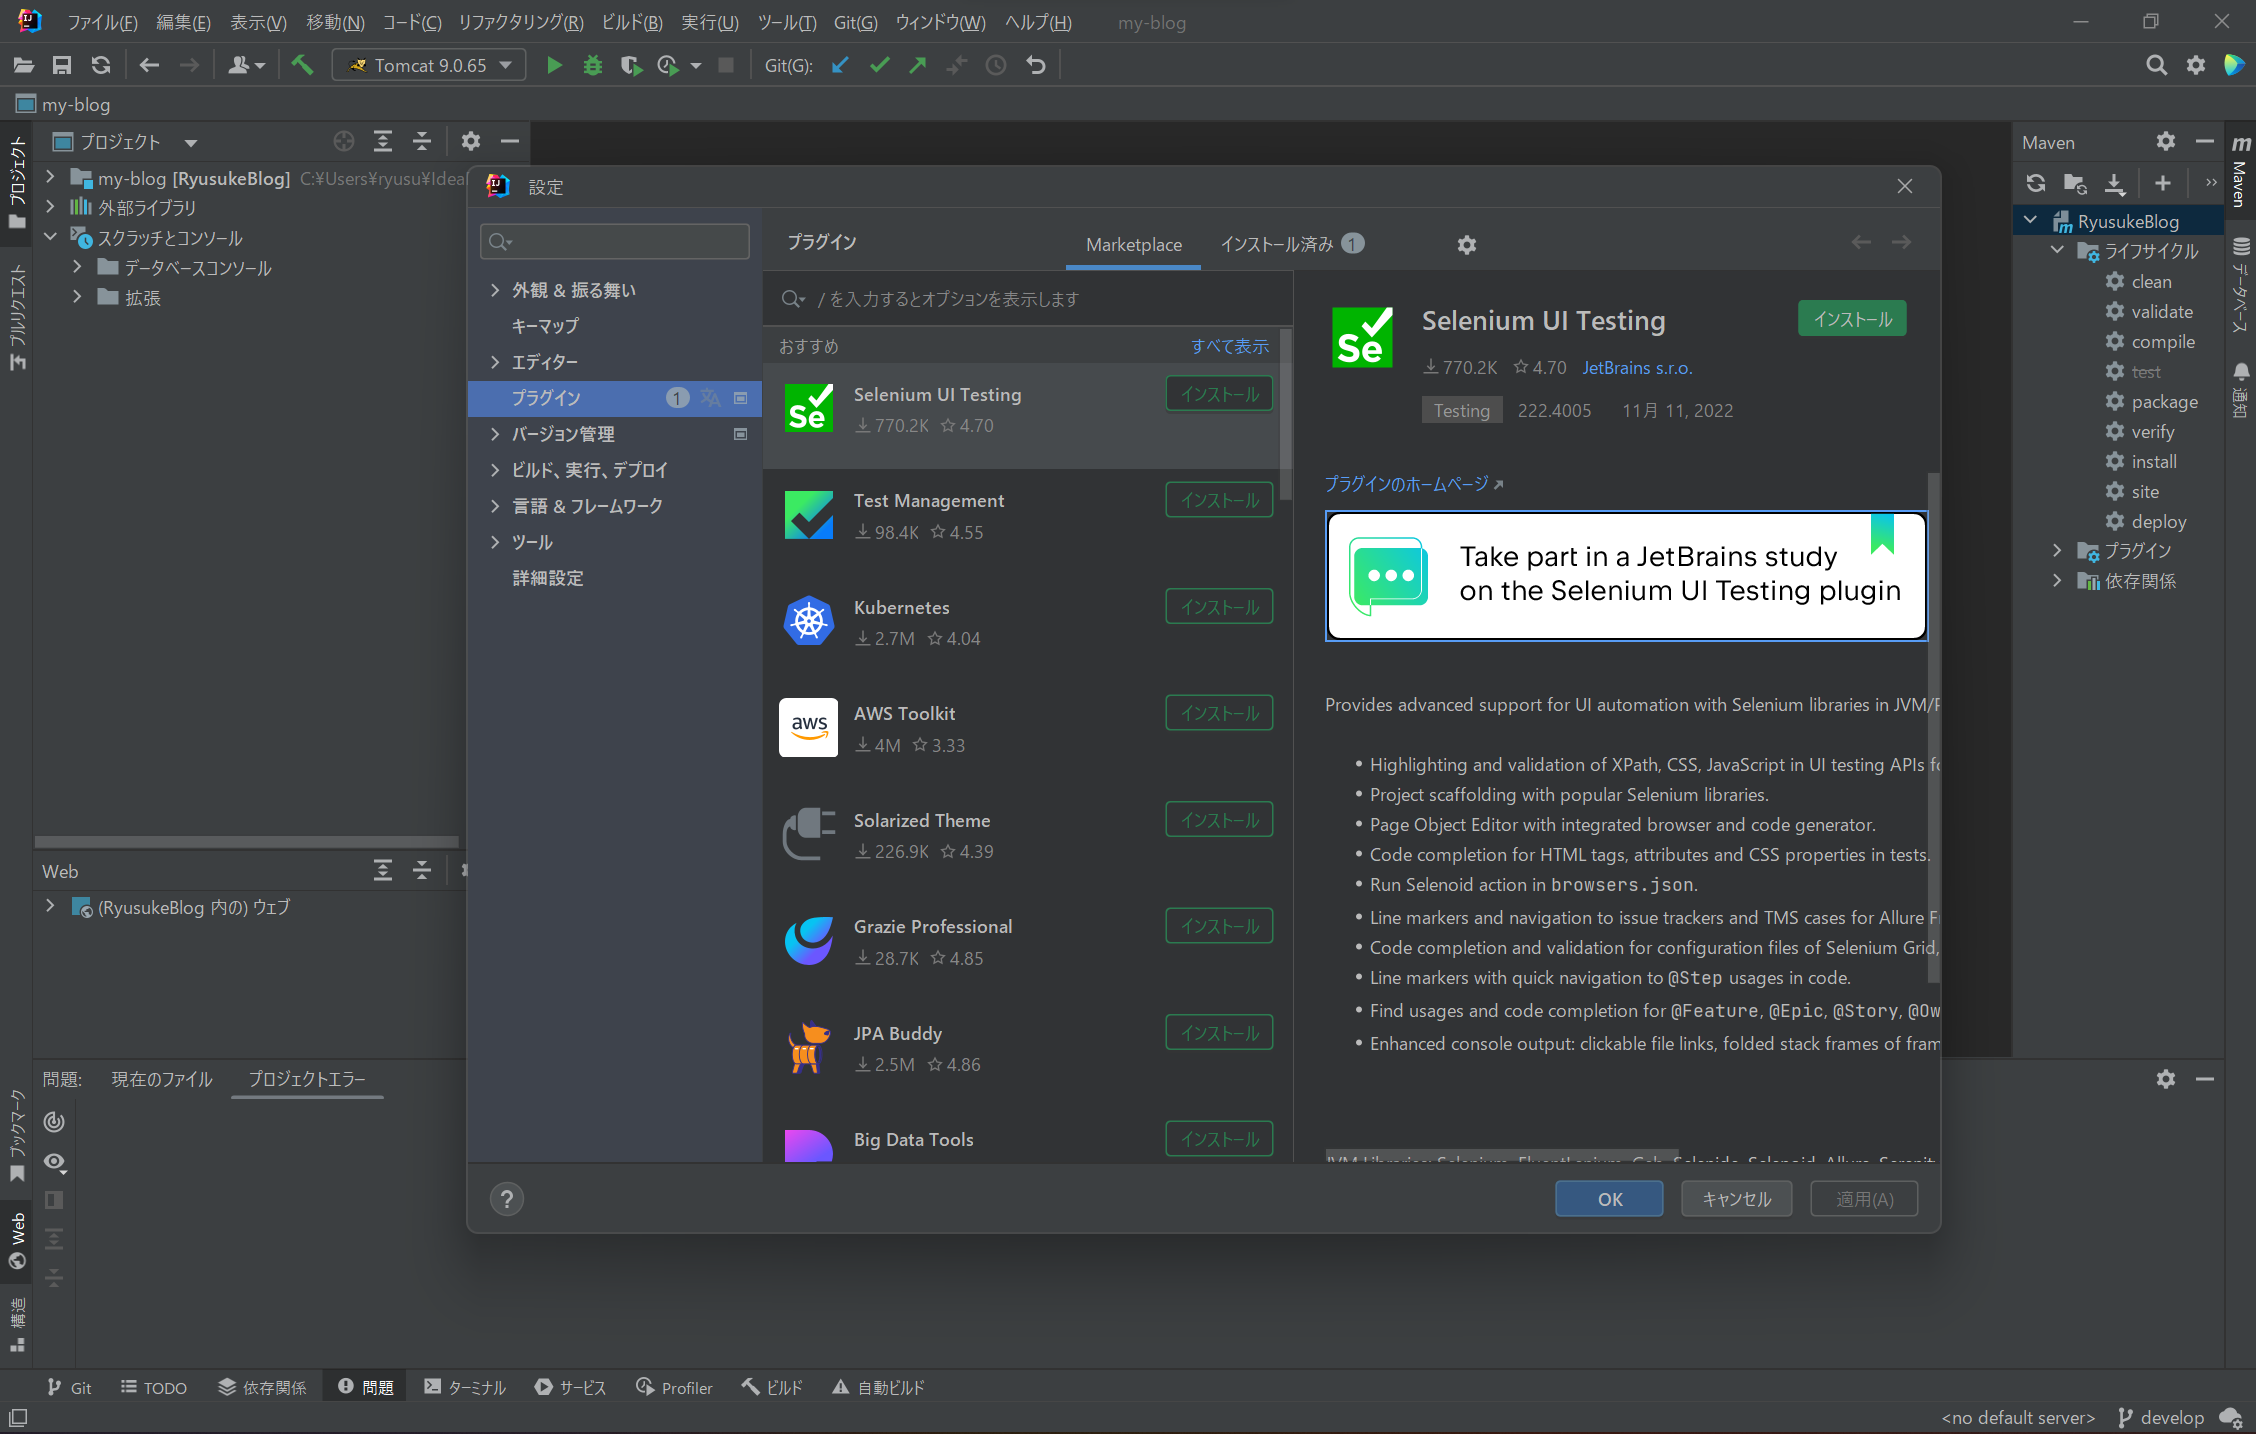 ファイル(F) 編集(E) 表示(V) 移動(N) コード(C) リファクタリング(R) ビルド(B) 実行(U) ツール(T) Git(G) ウィンドウ(W) ヘルプ(H) my-blog
Tomcat 9.0.65 Git(G):
my-blog
プロジェクト
my-blog [RyusukeBlog] C:¥Users¥ryusu¥Idea
外部ライブラリ
スクラッチとコンソール
データベースコンソール
拡張
Web
(RyusukeBlog 内の) ウェブ
プロジェクト
プルリクエスト
ブックマーク
Web
構造
設定
外観 & 振る舞い
キーマップ
エディター
プラグイン 1
バージョン管理
ビルド、実行、デプロイ
言語 & フレームワーク
ツール
詳細設定
プラグイン Marketplace インストール済み 1
/ を入力するとオプションを表示します
おすすめ すべて表示
Selenium UI Testing インストール
770.2K 4.70
Test Management インストール
98.4K 4.55
Kubernetes インストール
2.7M 4.04
aws
AWS Toolkit インストール
4M 3.33
Solarized Theme インストール
226.9K 4.39
Grazie Professional インストール
28.7K 4.85
JPA Buddy インストール
2.5M 4.86
Big Data Tools インストール
Se
Selenium UI Testing インストール
770.2K 4.70 JetBrains s.r.o.
Testing 222.4005 11月 11, 2022
プラグインのホームページ
Take part in a JetBrains study
on the Selenium UI Testing plugin
Provides advanced support for UI automation with Selenium libraries in JVM/
• Highlighting and validation of XPath, CSS, JavaScript in UI testing APIs
• Project scaffolding with popular Selenium libraries.
• Page Object Editor with integrated browser and code generator.
• Code completion for HTML tags, attributes and CSS properties in tests.
• Run Selenoid action in browsers.json.
• Line markers and navigation to issue trackers and TMS cases for Allure
• Code completion and validation for configuration files of Selenium Grid,
• Line markers with quick navigation to @Step usages in code.
• Find usages and code completion for @Feature, @Epic, @Story, @Ow
• Enhanced console output: clickable file links, folded stack frames of fram
? OK キャンセル 適用(A)
Maven
RyusukeBlog
ライフサイクル
clean
validate
compile
test
package
verify
install
site
deploy
プラグイン
依存関係
Maven
データベース
通知
問題: 現在のファイル プロジェクトエラー
Git TODO 依存関係 問題 ターミナル サービス Profiler ビルド 自動ビルド
<no default server> develop